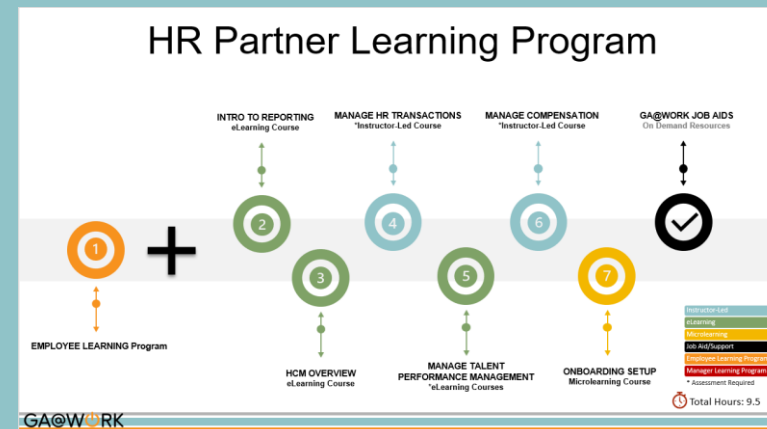 HR Partner Learning Program
INTRO TO REPORTING
eLearning Course
MANAGE HR TRANSACTIONS
*Instructor-Led Course
MANAGE COMPENSATION
*Instructor-Led Course
GA@WORK JOB AIDS
On Demand Resources
1
2
3
4
5
6
7
EMPLOYEE LEARNING Program
HCM OVERVIEW
eLearning Course
MANAGE TALENT
PERFORMANCE MANAGEMENT
*eLearning Courses
ONBOARDING SETUP
Microlearning Course
Instructor-Led
eLearning
Microlearning
Job Aid/Support
Employee Learning Program
Manager Learning Program
* Assessment Required
Total Hours: 9.5
GA@WORK